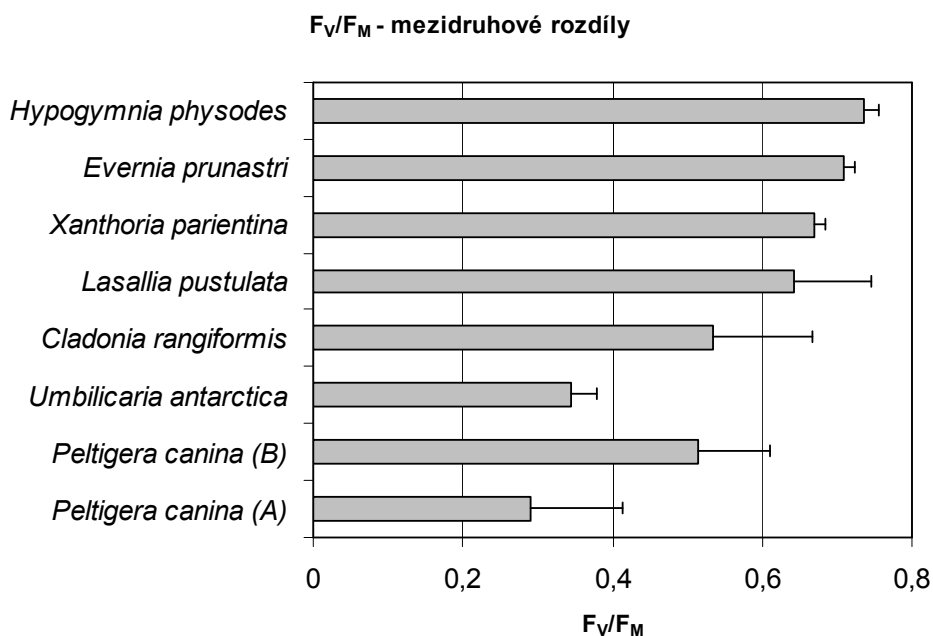 FV/FM - mezidruhové rozdíly
Hypogymnia physodes
Evernia prunastri
Xanthoria parientina
Lasallia pustulata
Cladonia rangiformis
Umbilicaria antarctica
Peltigera canina (B)
Peltigera canina (A)
0 0,2 0,4 0,6 0,8
FV/FM